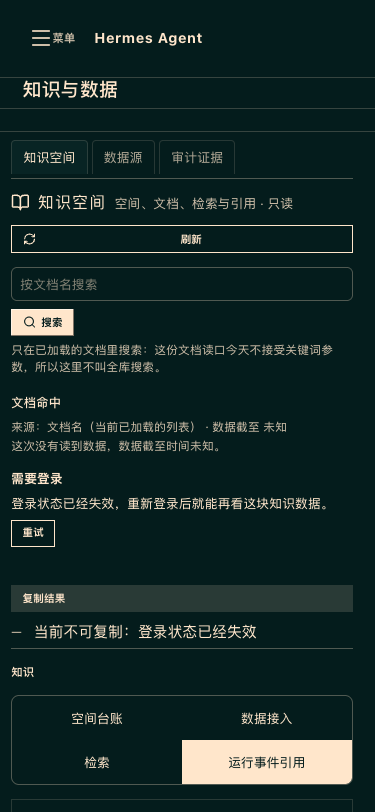 菜单
Hermes Agent
知识与数据
知识空间
数据源
审计证据
知识空间 空间、文档、检索与引用 · 只读
刷新
按文档名搜索
搜索
只在已加载的文档里搜索：这份文档读口今天不接受关键词参
数，所以这里不叫全库搜索。
文档命中
来源：文档名（当前已加载的列表） · 数据截至 未知
这次没有读到数据，数据截至时间未知。
需要登录
登录状态已经失效，重新登录后就能再看这块知识数据。
重试
复制结果
— 当前不可复制：登录状态已经失效
知识
空间台账
数据接入
检索
运行事件引用